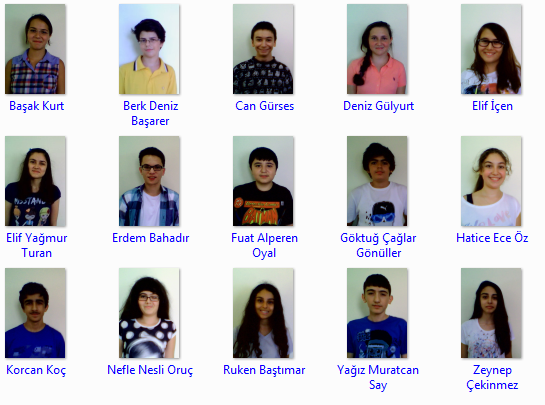 Başak Kurt
Berk Deniz
Başarer
Can Gürses
Deniz Gülyurt
Elif İçen
Elif Yağmur
Turan
Erdem Bahadır
Fuat Alperen
Oyal
Göktuğ Çağlar
Gönüller
Hatice Ece Öz
Korcan Koç
Nefle Nesli Oruç
Ruken Baştımar
Yağız Muratcan
Say
Zeynep
Çekinmez